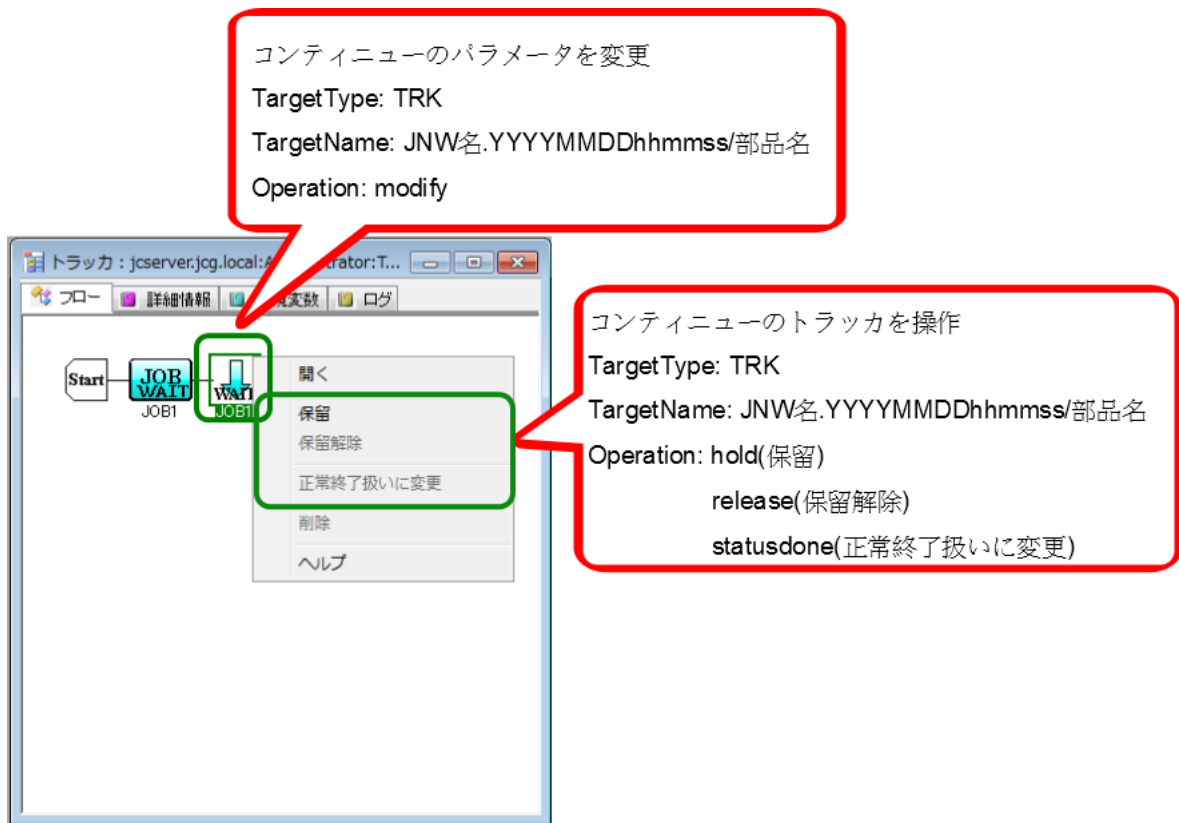 コンティニューのパラメータを変更
TargetType: TRK
TargetName: JNW名.YYYYMMDDhhmmss/部品名
Operation: modify
トラッカ : jcserver.jcg.local:A trator:T...
フロー 詳細情報 変数 ログ
Start
JOB
WAIT
JOB1
WAIT
JOB1
開く
保留
保留解除
正常終了扱いに変更
削除
ヘルプ
コンティニューのトラッカを操作
TargetType: TRK
TargetName: JNW名.YYYYMMDDhhmmss/部品名
Operation: hold(保留)
release(保留解除)
statusdone(正常終了扱いに変更)